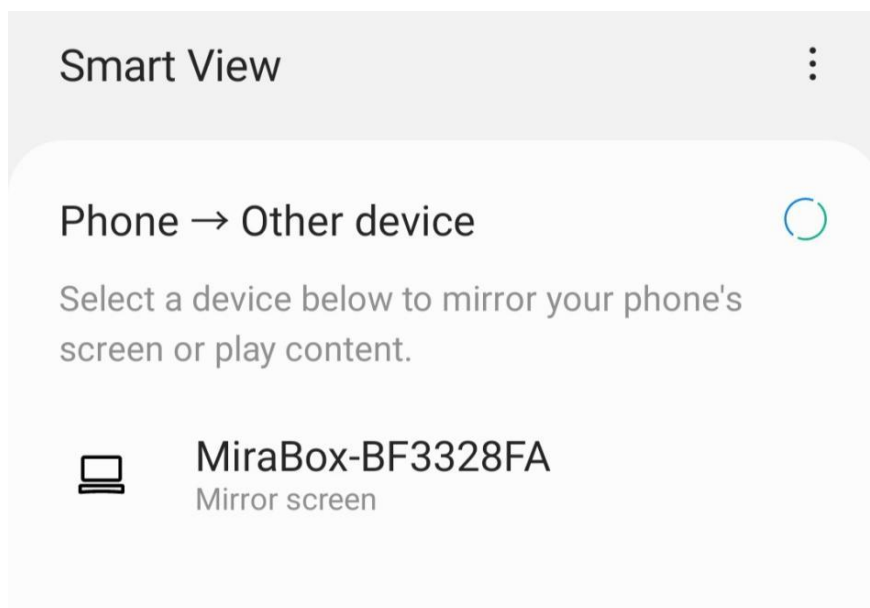 Smart View
Phone → Other device
Select a device below to mirror your phone's
screen or play content.
MiraBox-BF3328FA
Mirror screen